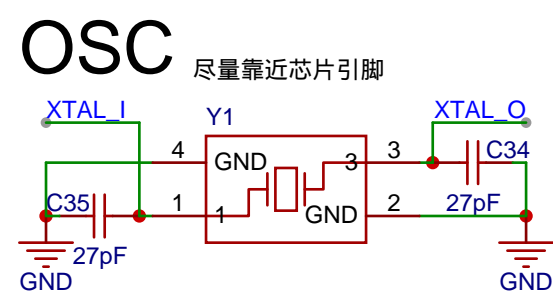 OSC 尽量靠近芯片引脚
XTAL_I Y1 XTAL_O
4 GND 3 3 C34
C35 1 1 GND 2 27pF
27pF
GND GND